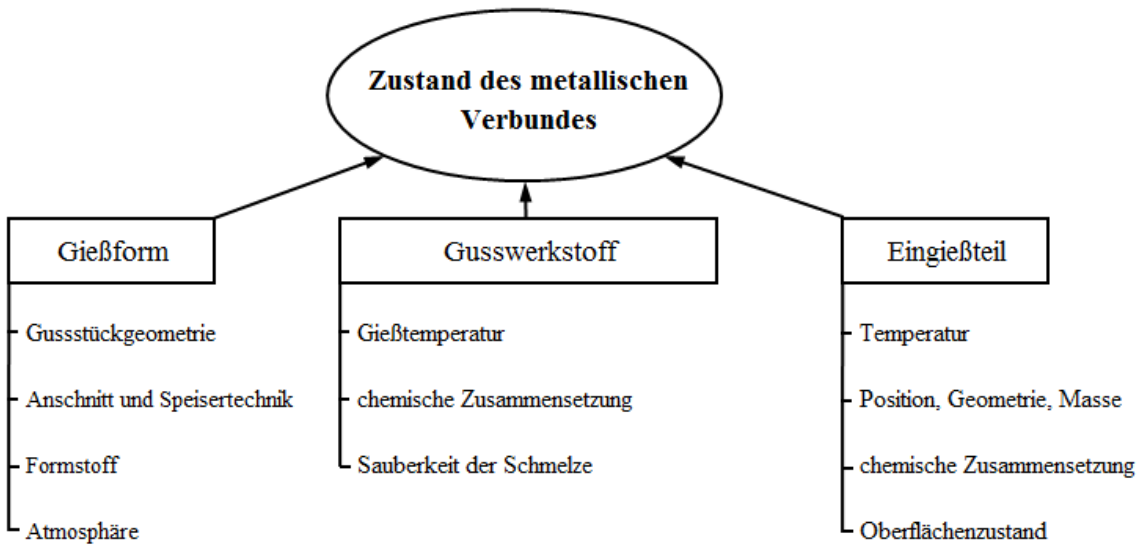 Zustand des metallischen
Verbundes
Gießform
Gussstückgeometrie
Anschnitt und Speisertechnik
Formstoff
Atmosphäre
Gusswerkstoff
Gießtemperatur
chemische Zusammensetzung
Sauberkeit der Schmelze
Eingießteil
Temperatur
Position, Geometrie, Masse
chemische Zusammensetzung
Oberflächenzustand